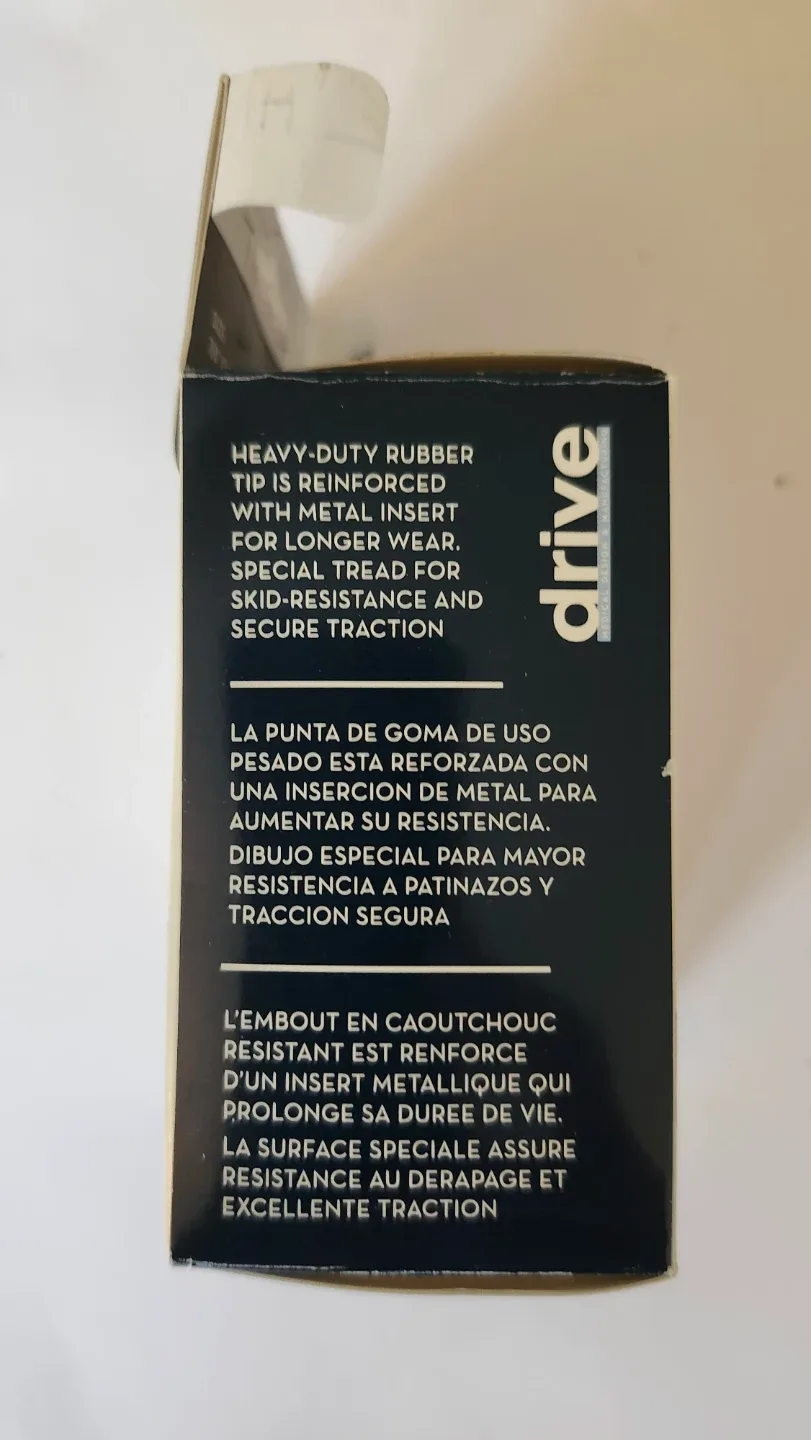 HEAVY-DUTY RUBBER
TIP IS REINFORCED
WITH METAL INSERT
FOR LONGER WEAR.
SPECIAL TREAD FOR
SKID-RESISTANCE AND
SECURE TRACTION
drive
MEDICAL DESIGN & MANUFACTURING
LA PUNTA DE GOMA DE USO
PESADO ESTA REFORZADA CON
UNA INSERCION DE METAL PARA
AUMENTAR SU RESISTENCIA.
DIBUJO ESPECIAL PARA MAYOR
RESISTENCIA A PATINAZOS Y
TRACCION SEGURA
L'EMBOUT EN CAOUTCHOUC
RESISTANT EST RENFORCE
D'UN INSERT METALLIQUE QUI
PROLONGE SA DUREE DE VIE.
LA SURFACE SPECIALE ASSURE
RESISTANCE AU DERAPAGE ET
EXCELLENTE TRACTION